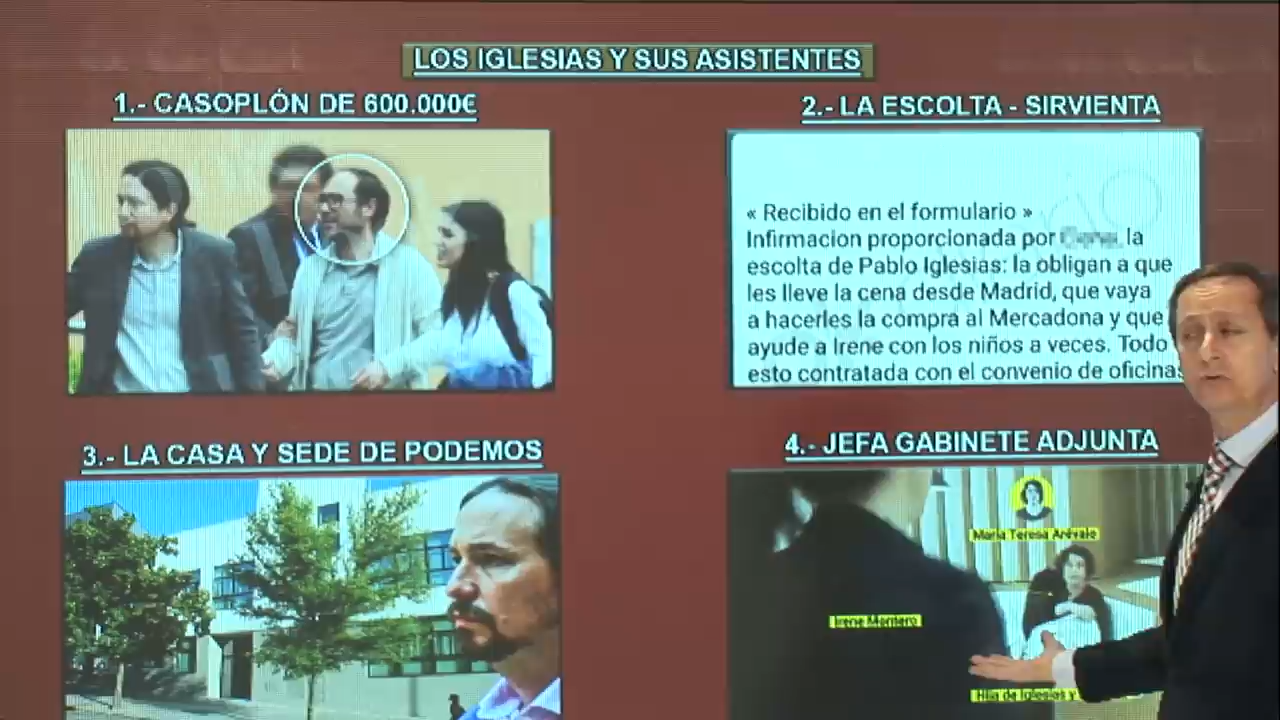 LOS IGLESIAS Y SUS ASISTENTES
1.- CASOPLÓN DE 600.000€
2.- LA ESCOLTA - SIRVIENTA
« Recibido en el formulario »
Infirmacion proporcionada por la
escolta de Pablo Iglesias: la obligan a que
les lleve la cena desde Madrid, que vaya
a hacerles la compra al Mercadona y que
ayude a Irene con los niños a veces. Todo
esto contratada con el convenio de oficinas
3.- LA CASA Y SEDE DE PODEMOS
4.- JEFA GABINETE ADJUNTA
María Teresa Arévalo
Irene Montero
Hija de Iglesias y